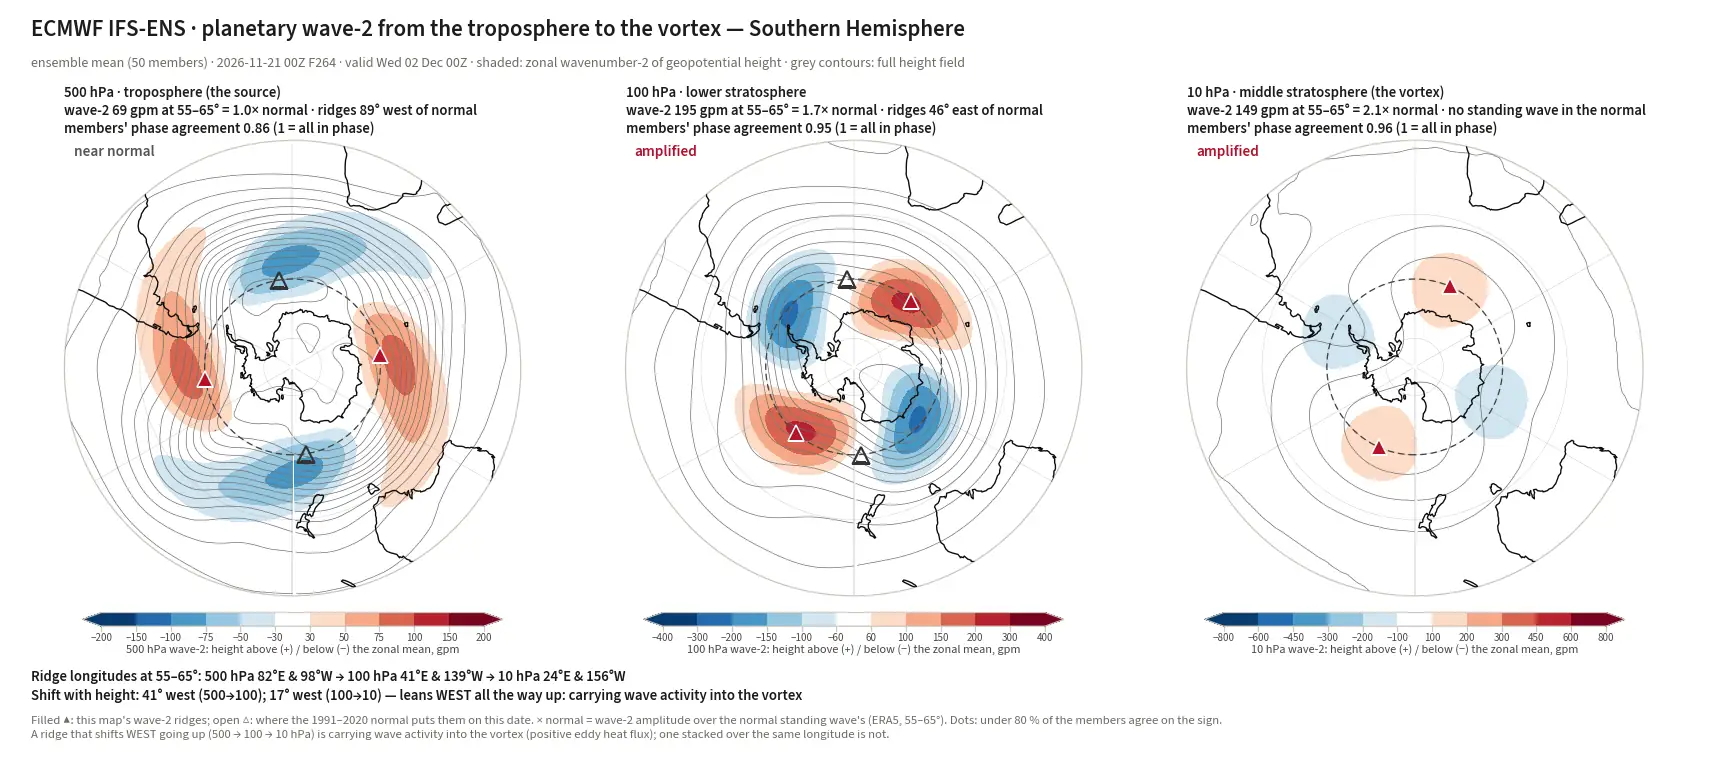 ECMWF IFS-ENS · planetary wave-2 from the troposphere to the vortex — Southern Hemisphere
ensemble mean (50 members) · 2026-11-21 00Z F264 · valid Wed 02 Dec 00Z · shaded: zonal wavenumber-2 of geopotential height · grey contours: full height field
500 hPa · troposphere (the source)
wave-2 69 gpm at 55–65° = 1.0× normal · ridges 89° west of normal
members' phase agreement 0.86 (1 = all in phase)
near normal
100 hPa · lower stratosphere
wave-2 195 gpm at 55–65° = 1.7× normal · ridges 46° east of normal
members' phase agreement 0.95 (1 = all in phase)
amplified
10 hPa · middle stratosphere (the vortex)
wave-2 149 gpm at 55–65° = 2.1× normal · no standing wave in the normal
members' phase agreement 0.96 (1 = all in phase)
amplified
−200 −150 −100 −75 −50 −30 30 50 75 100 150 200
500 hPa wave-2: height above (+) / below (−) the zonal mean, gpm
−400 −300 −200 −150 −100 −60 60 100 150 200 300 400
100 hPa wave-2: height above (+) / below (−) the zonal mean, gpm
−800 −600 −450 −300 −200 −100 100 200 300 450 600 800
10 hPa wave-2: height above (+) / below (−) the zonal mean, gpm
Ridge longitudes at 55–65°: 500 hPa 82°E & 98°W → 100 hPa 41°E & 139°W → 10 hPa 24°E & 156°W
Shift with height: 41° west (500→100); 17° west (100→10) — leans WEST all the way up: carrying wave activity into the vortex
Filled ▲: this map's wave-2 ridges; open △: where the 1991–2020 normal puts them on this date. × normal = wave-2 amplitude over the normal standing wave's (ERA5, 55–65°). Dots: under 80 % of the members agree on the sign.
A ridge that shifts WEST going up (500 → 100 → 10 hPa) is carrying wave activity into the vortex (positive eddy heat flux); one stacked over the same longitude is not.